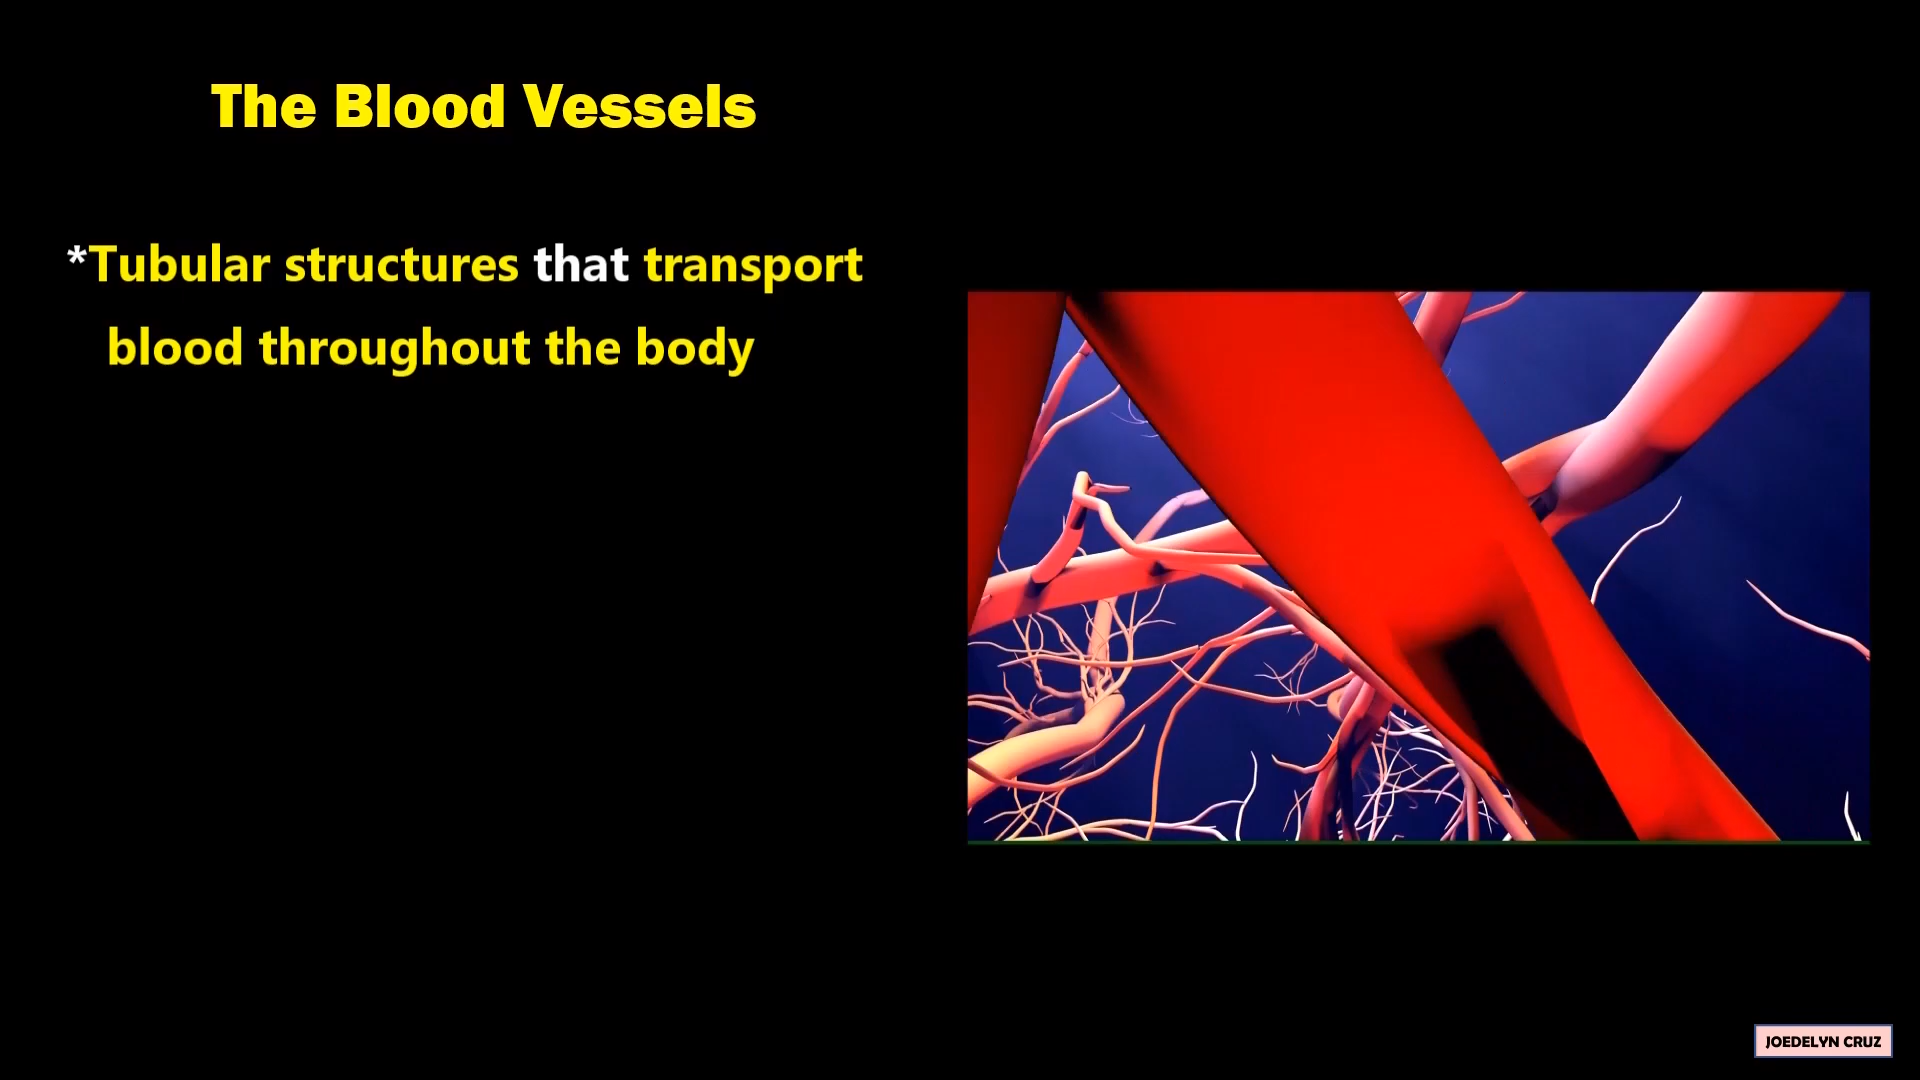 The Blood Vessels
*Tubular structures that transport
blood throughout the body
JOEDELYN CRUZ